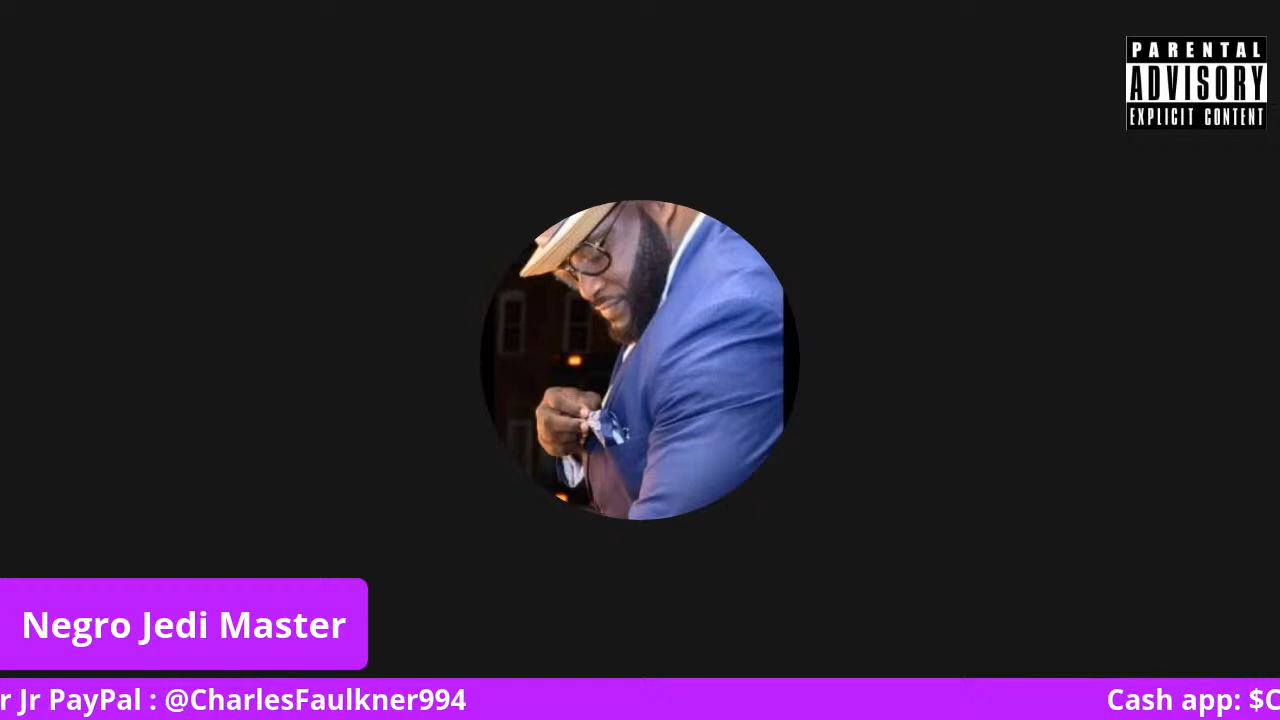 PARENTAL
ADVISORY
EXPLICIT CONTENT
Negro Jedi Master
r Jr PayPal : @CharlesFaulkner994
Cash app: $C